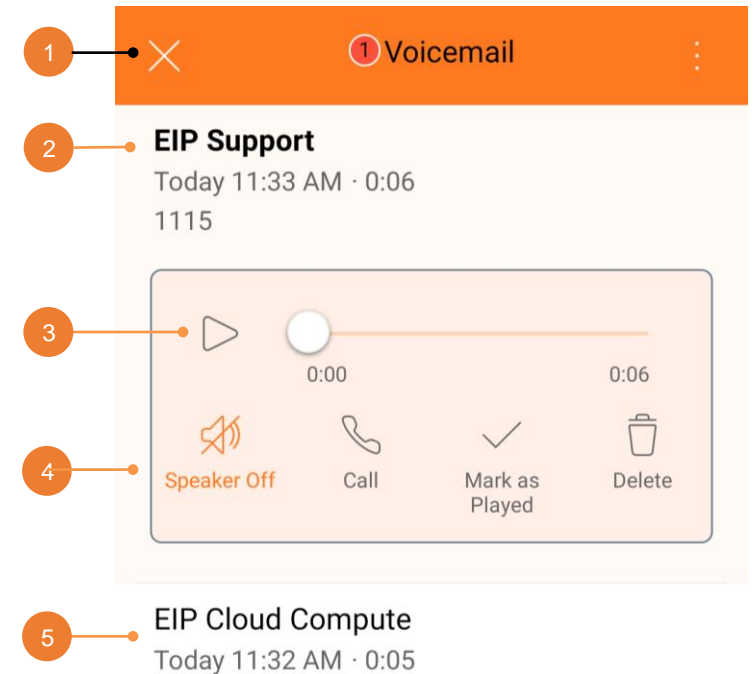 1
1 Voicemail
2
EIP Support
Today 11:33 AM · 0:06
1115
3
0:00 0:06
4
Speaker Off Call Mark as Played Delete
5
EIP Cloud Compute
Today 11:32 AM · 0:05